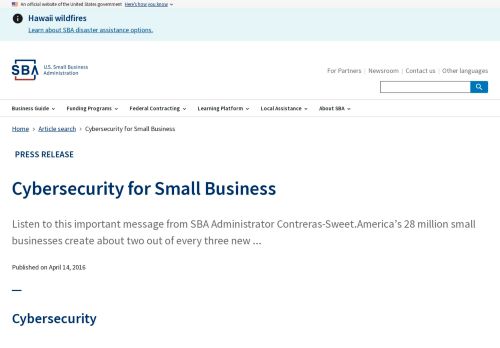 An official website of the United States government Here's how you know
Hawaii wildfires
Learn about SBA disaster assistance options.
SBA
U.S. Small Business
Administration
For Partners Newsroom Contact us Other languages
Business Guide Funding Programs Federal Contracting Learning Platform Local Assistance About SBA
Home Article search Cybersecurity for Small Business
PRESS RELEASE
Cybersecurity for Small Business
Listen to this important message from SBA Administrator Contreras-Sweet.America's 28 million small
businesses create about two out of every three new ...
Published on April 14, 2016
Cybersecurity